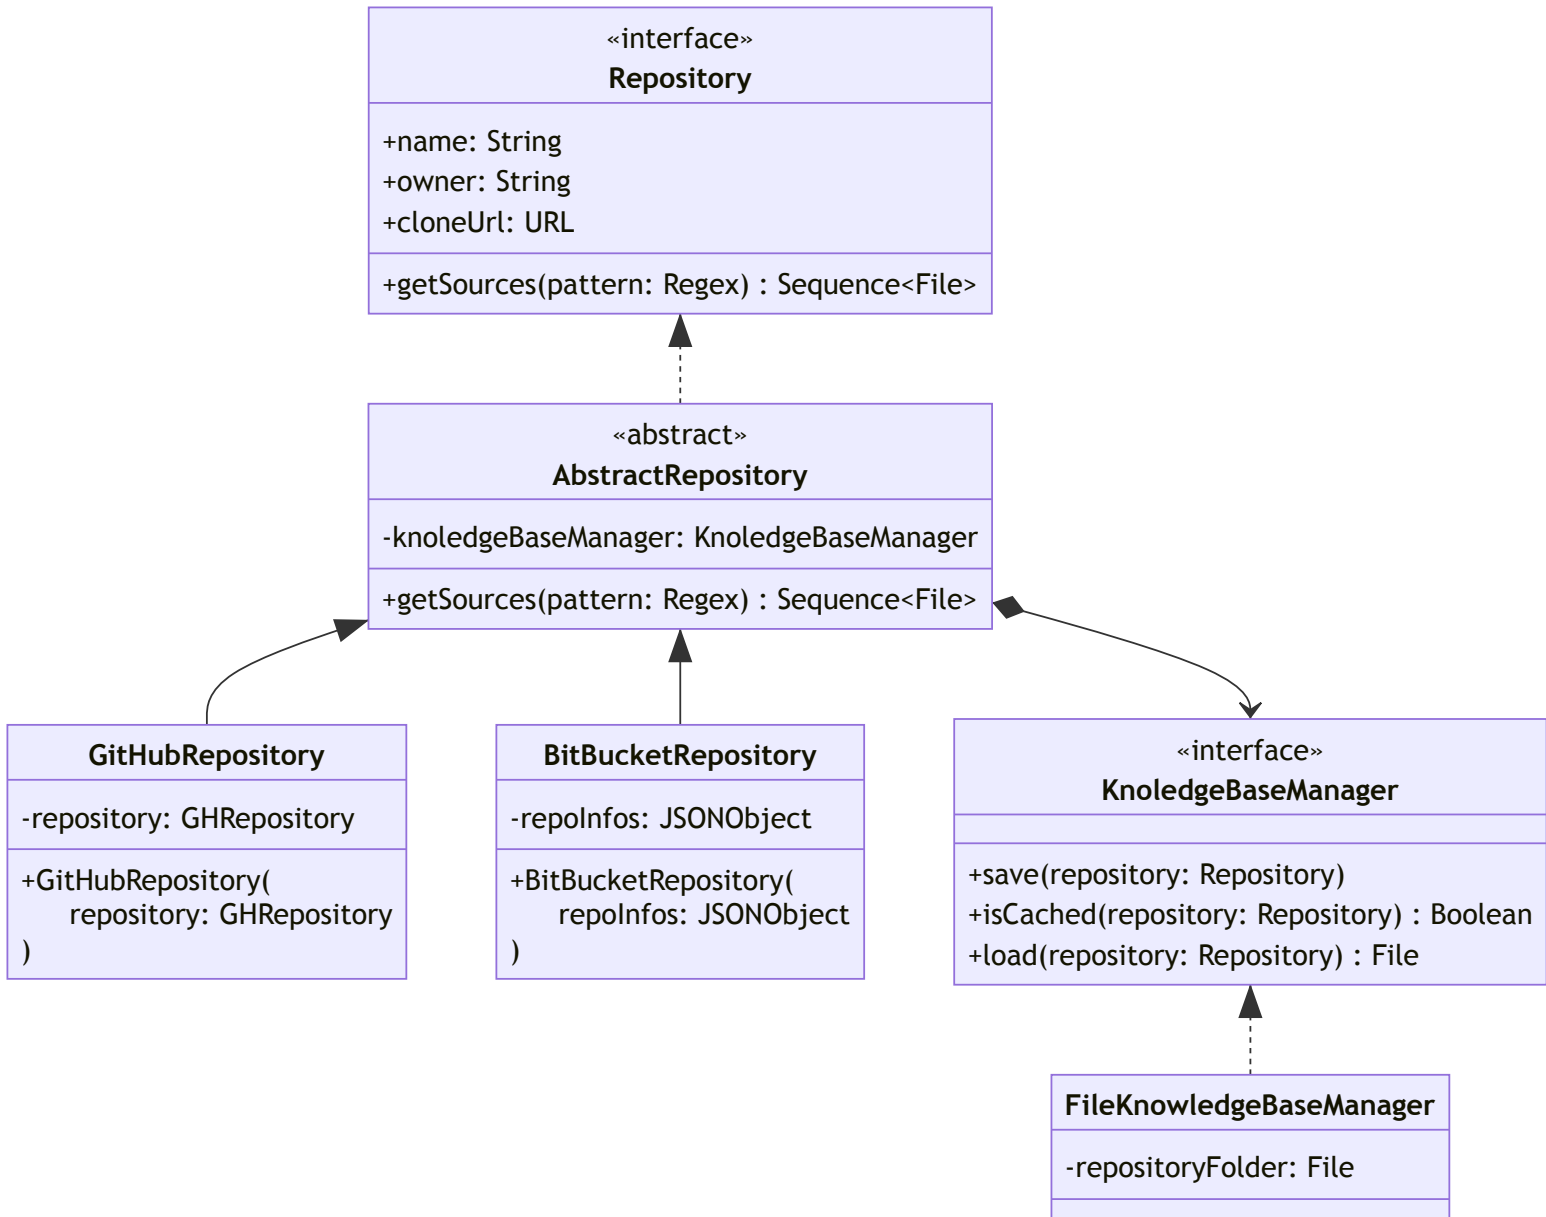 «interface»
Repository
+name: String
+owner: String
+cloneUrl: URL
+getSources(pattern: Regex) : Sequence<File>
«abstract»
AbstractRepository
-knoledgeBaseManager: KnoledgeBaseManager
+getSources(pattern: Regex) : Sequence<File>
GitHubRepository
-repository: GHRepository
+GitHubRepository(
repository: GHRepository
)
BitBucketRepository
-repoInfos: JSONObject
+BitBucketRepository(
repoInfos: JSONObject
)
«interface»
KnoledgeBaseManager
+save(repository: Repository)
+isCached(repository: Repository) : Boolean
+load(repository: Repository) : File
FileKnowledgeBaseManager
-repositoryFolder: File